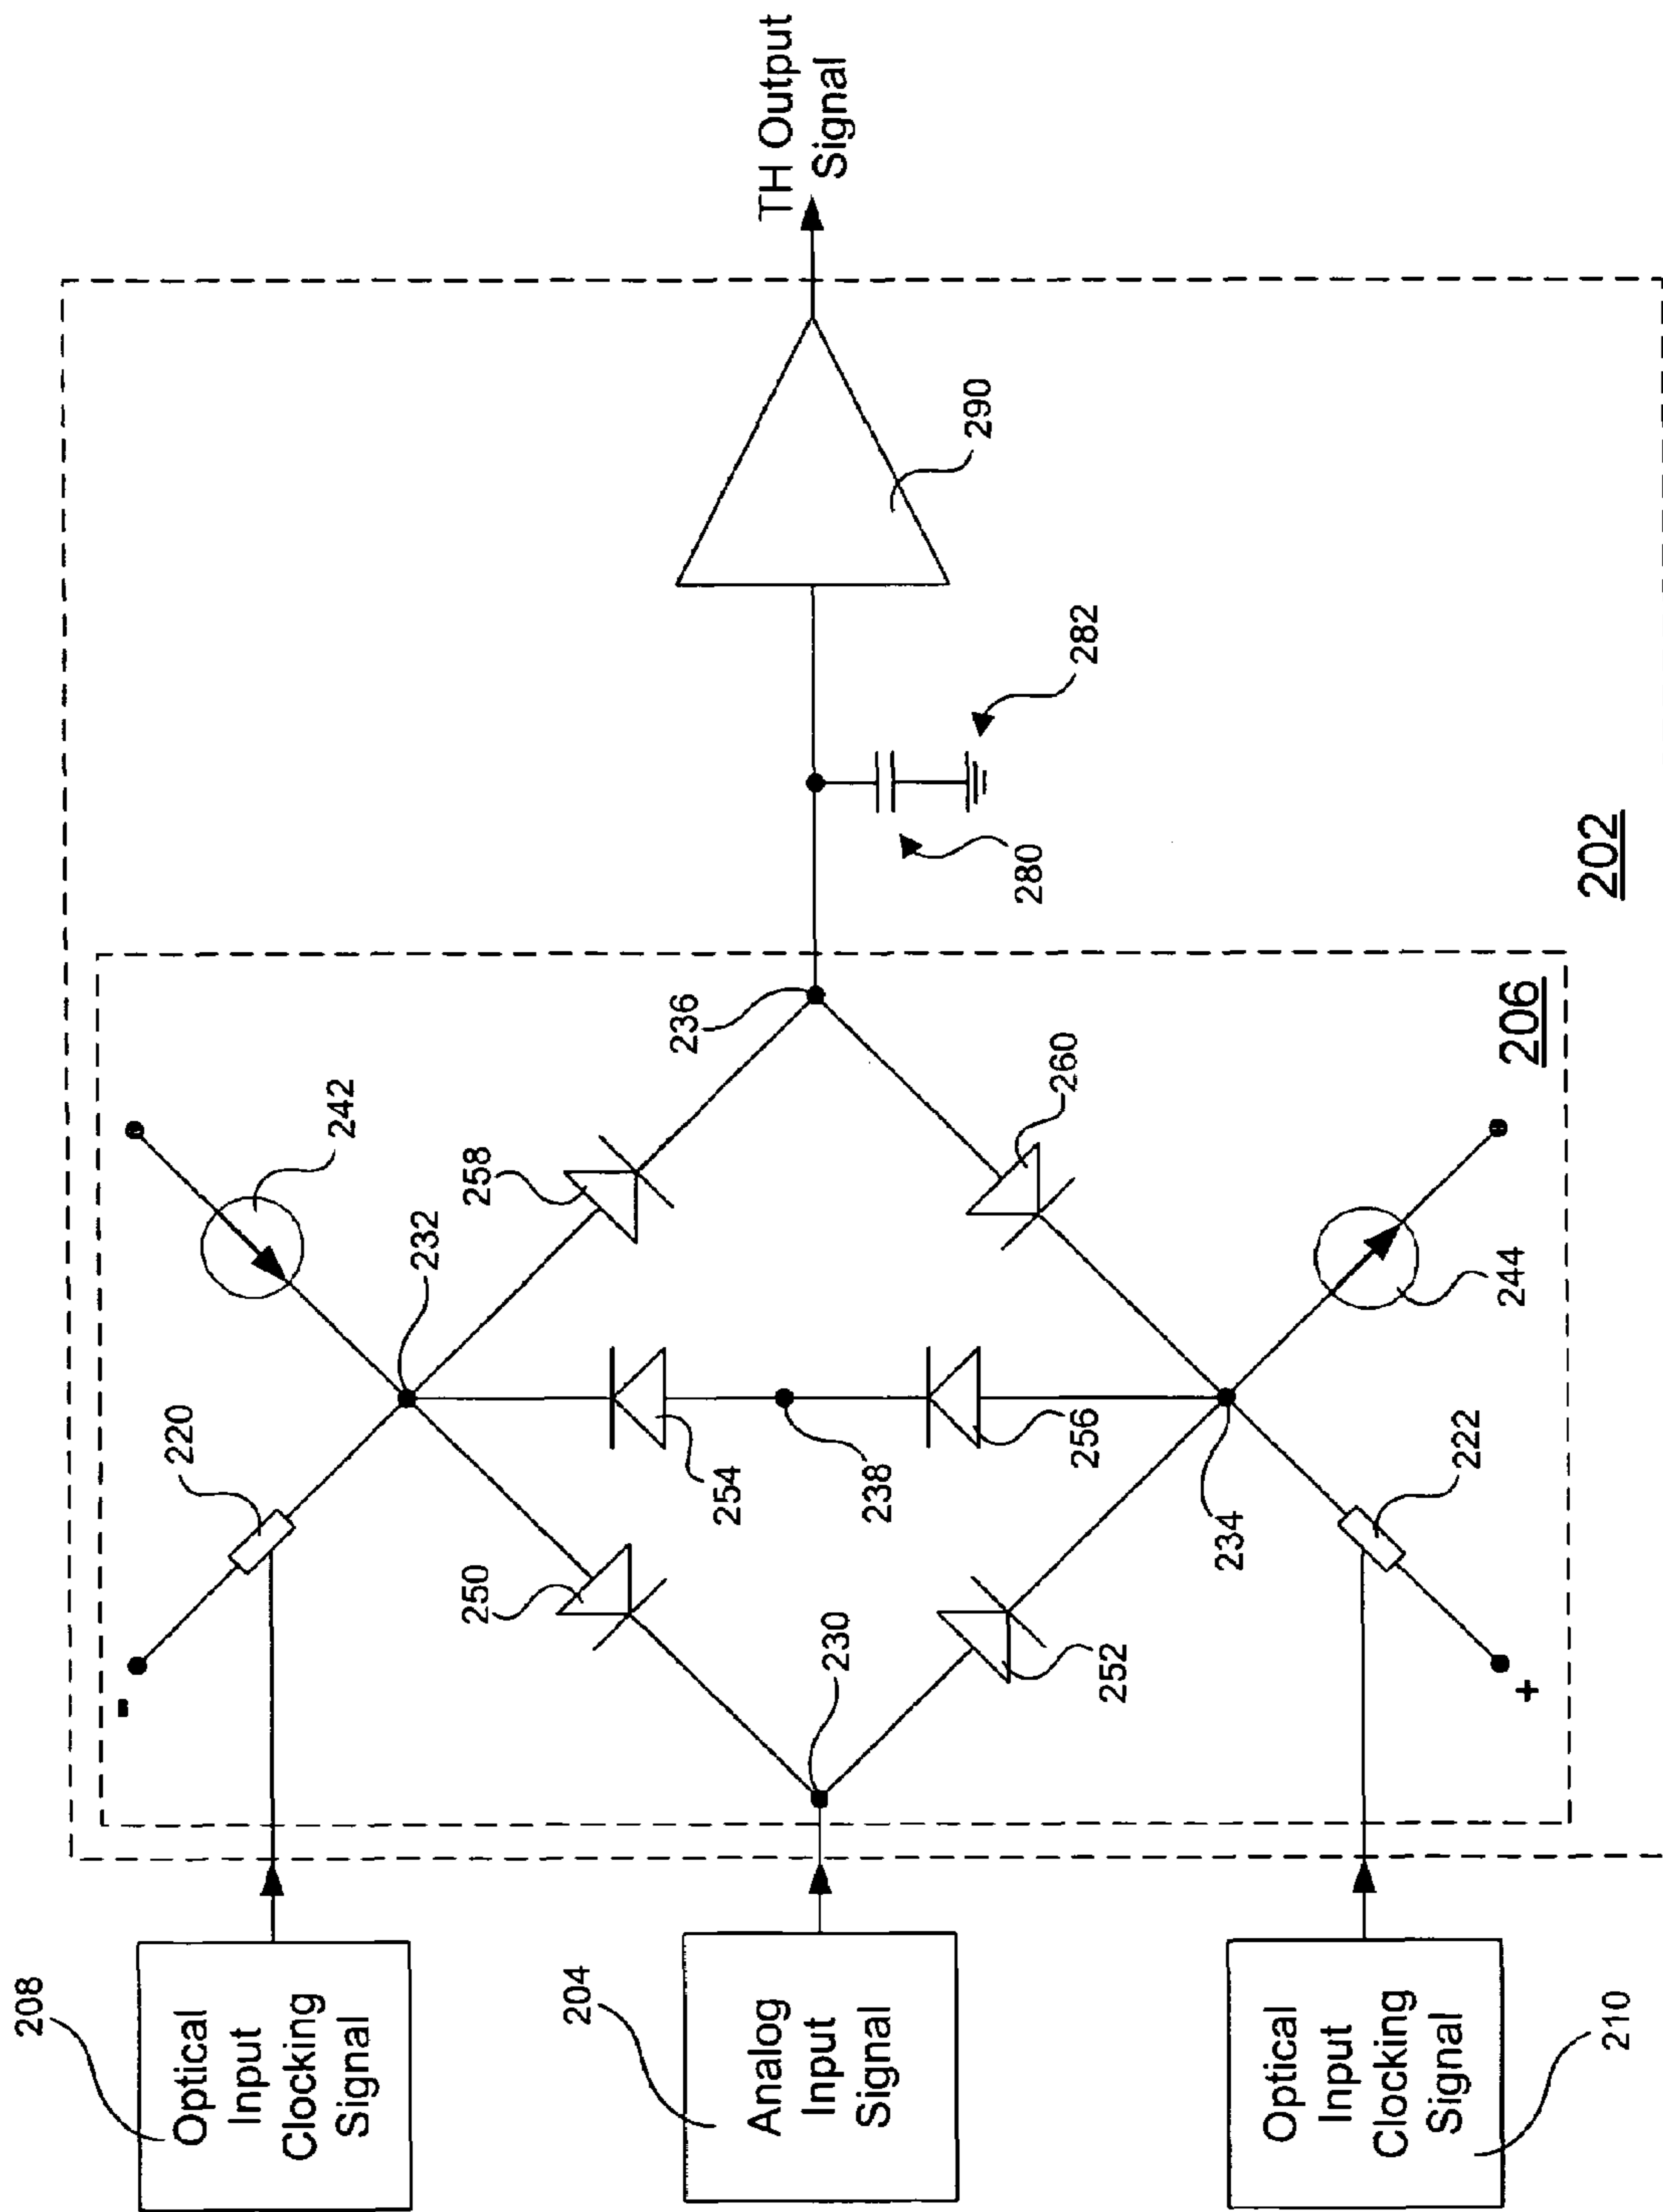 208
Optical
Input
Clocking
Signal
204
Analog
Input
Signal
Optical
Input
Clocking
Signal
210
-
220
242
232
250
258
254
230
238
236
256
252
260
234
222
244
+
206
280
282
290
202
TH Output
Signal